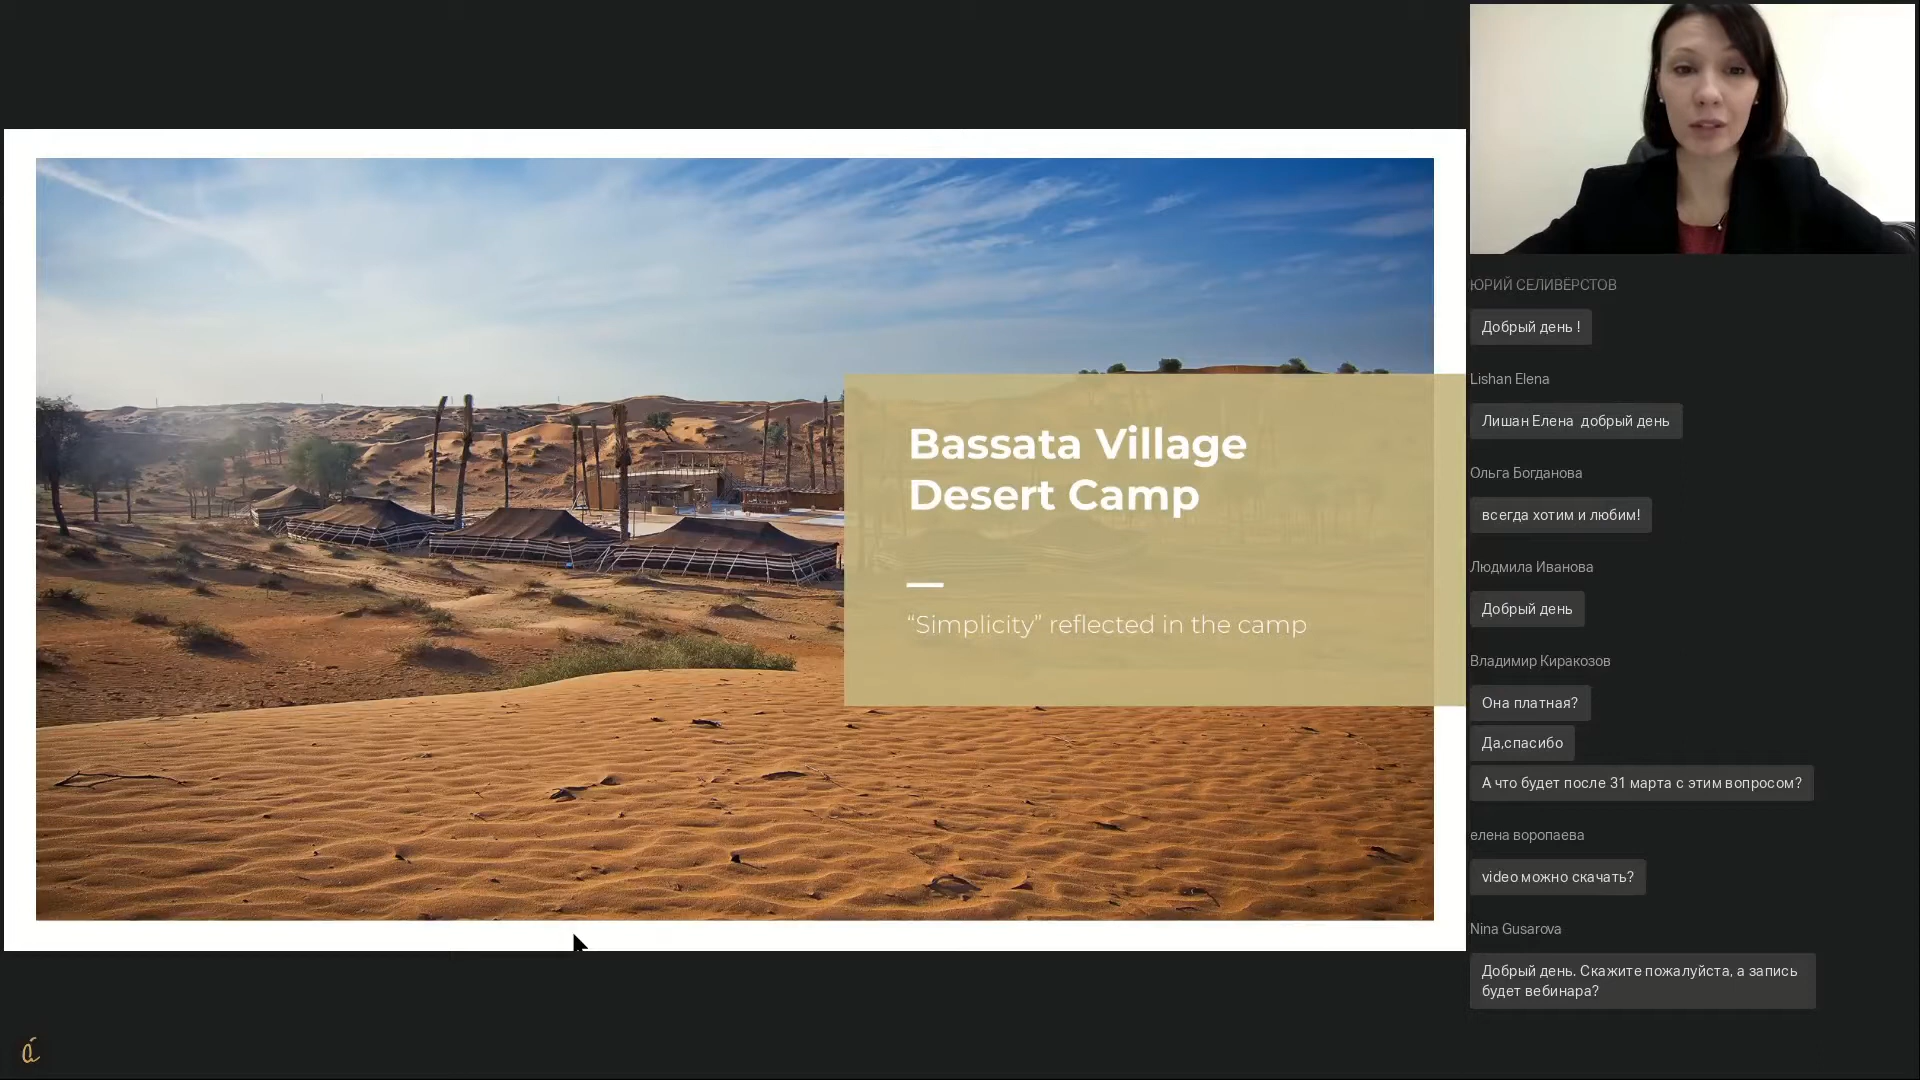 Bassata Village
Desert Camp
“Simplicity” reflected in the camp
ЮРИЙ СЕЛИВЁРСТОВ
Добрый день !
Lishan Elena
Лишан Елена добрый день
Ольга Богданова
всегда хотим и любим!
Людмила Иванова
Добрый день
Владимир Киракозов
Она платная?
Да,спасибо
А что будет после 31 марта с этим вопросом?
елена воропаева
video можно скачать?
Nina Gusarova
Добрый день. Скажите пожалуйста, а запись
будет вебинара?
á